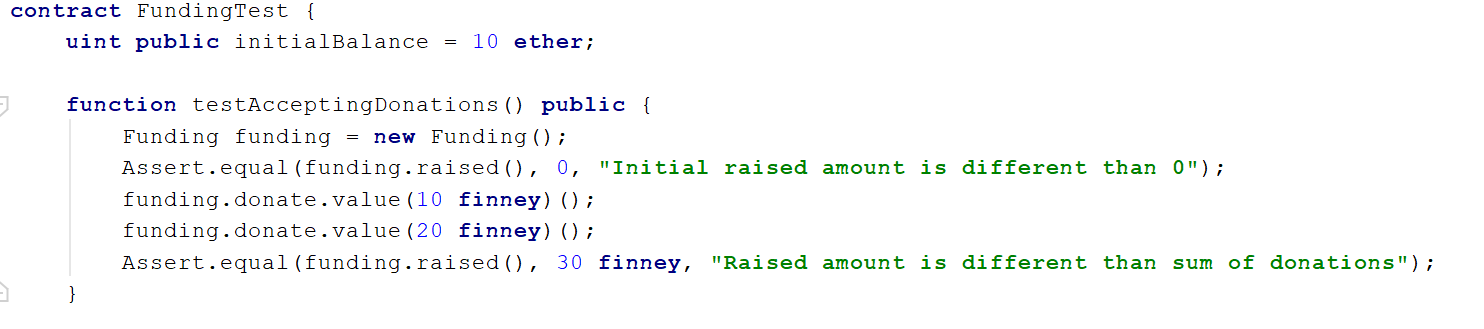 contract FundingTest {
    uint public initialBalance = 10 ether;
    function testAcceptingDonations() public {
        Funding funding = new Funding();
        Assert.equal(funding.raised(), 0, "Initial raised amount is different than 0");
        funding.donate.value(10 finney)();
        funding.donate.value(20 finney)();
        Assert.equal(funding.raised(), 30 finney, "Raised amount is different than sum of donations");
    }